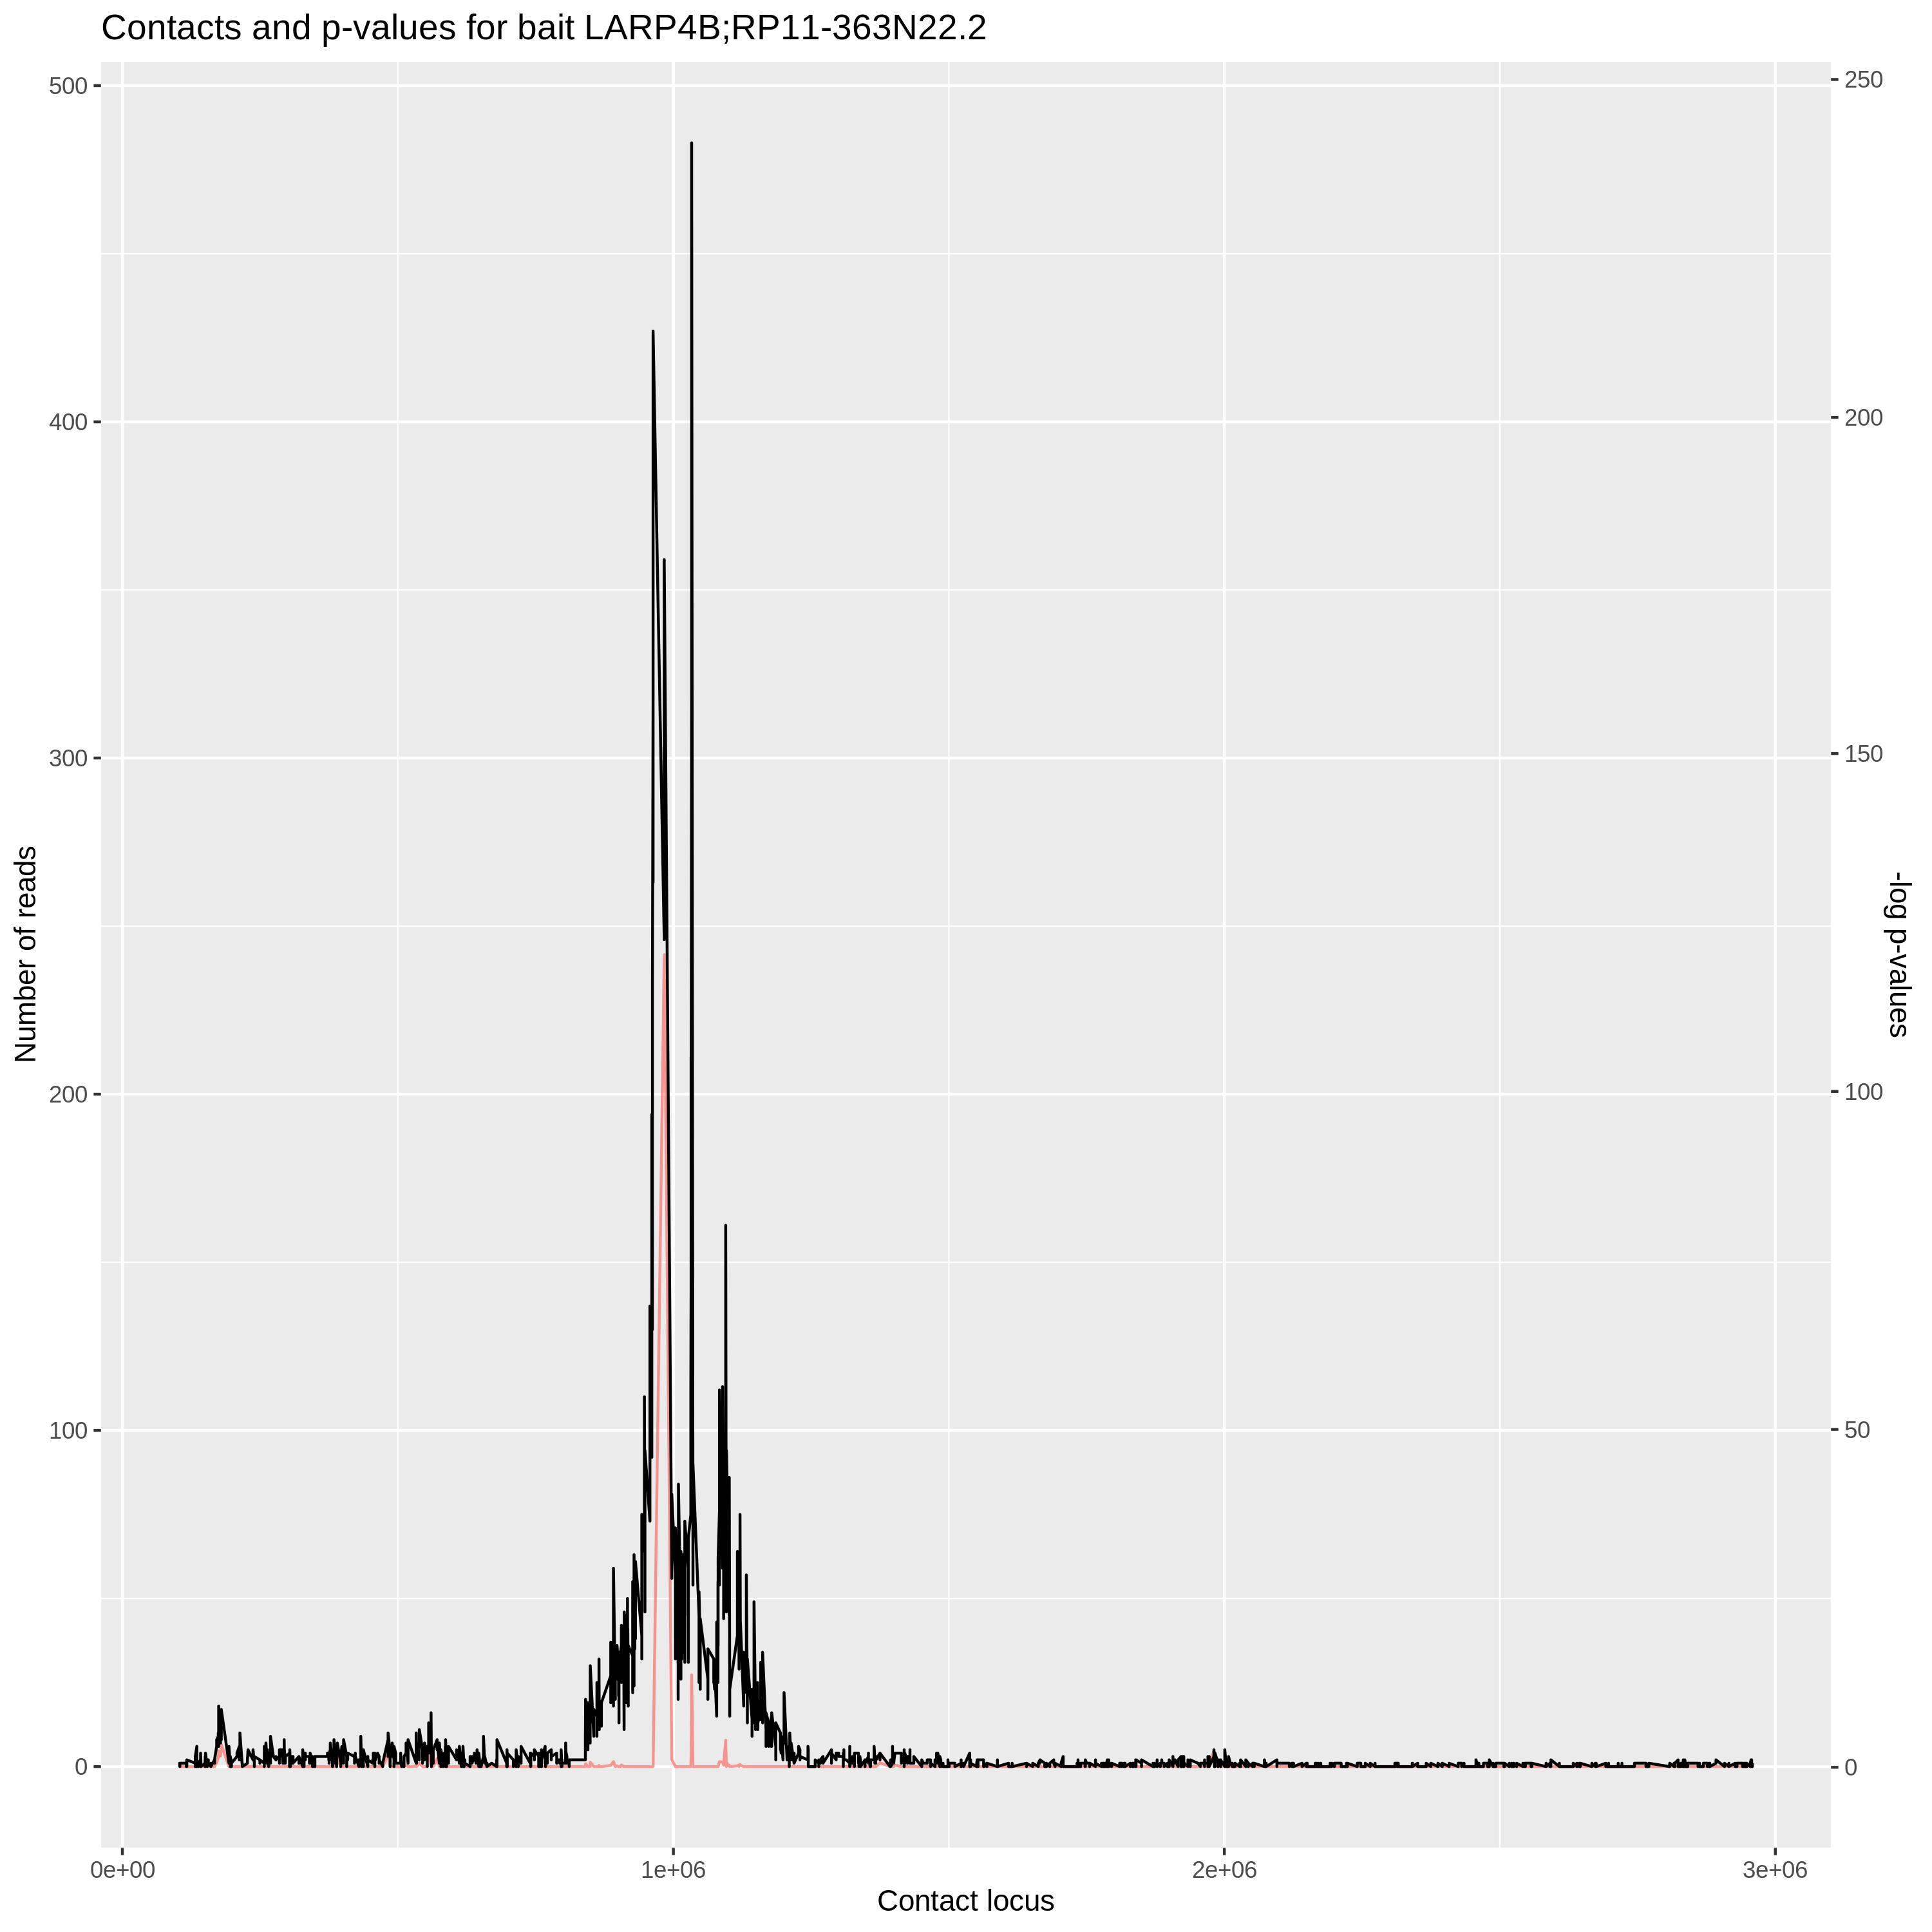 Contacts and p-values for bait LARP4B;RP11-363N22.2
500
400
300
200
100
0
Number of reads
250
200
150
100
50
0
-log p-values
0e+00
1e+06
2e+06
3e+06
Contact locus